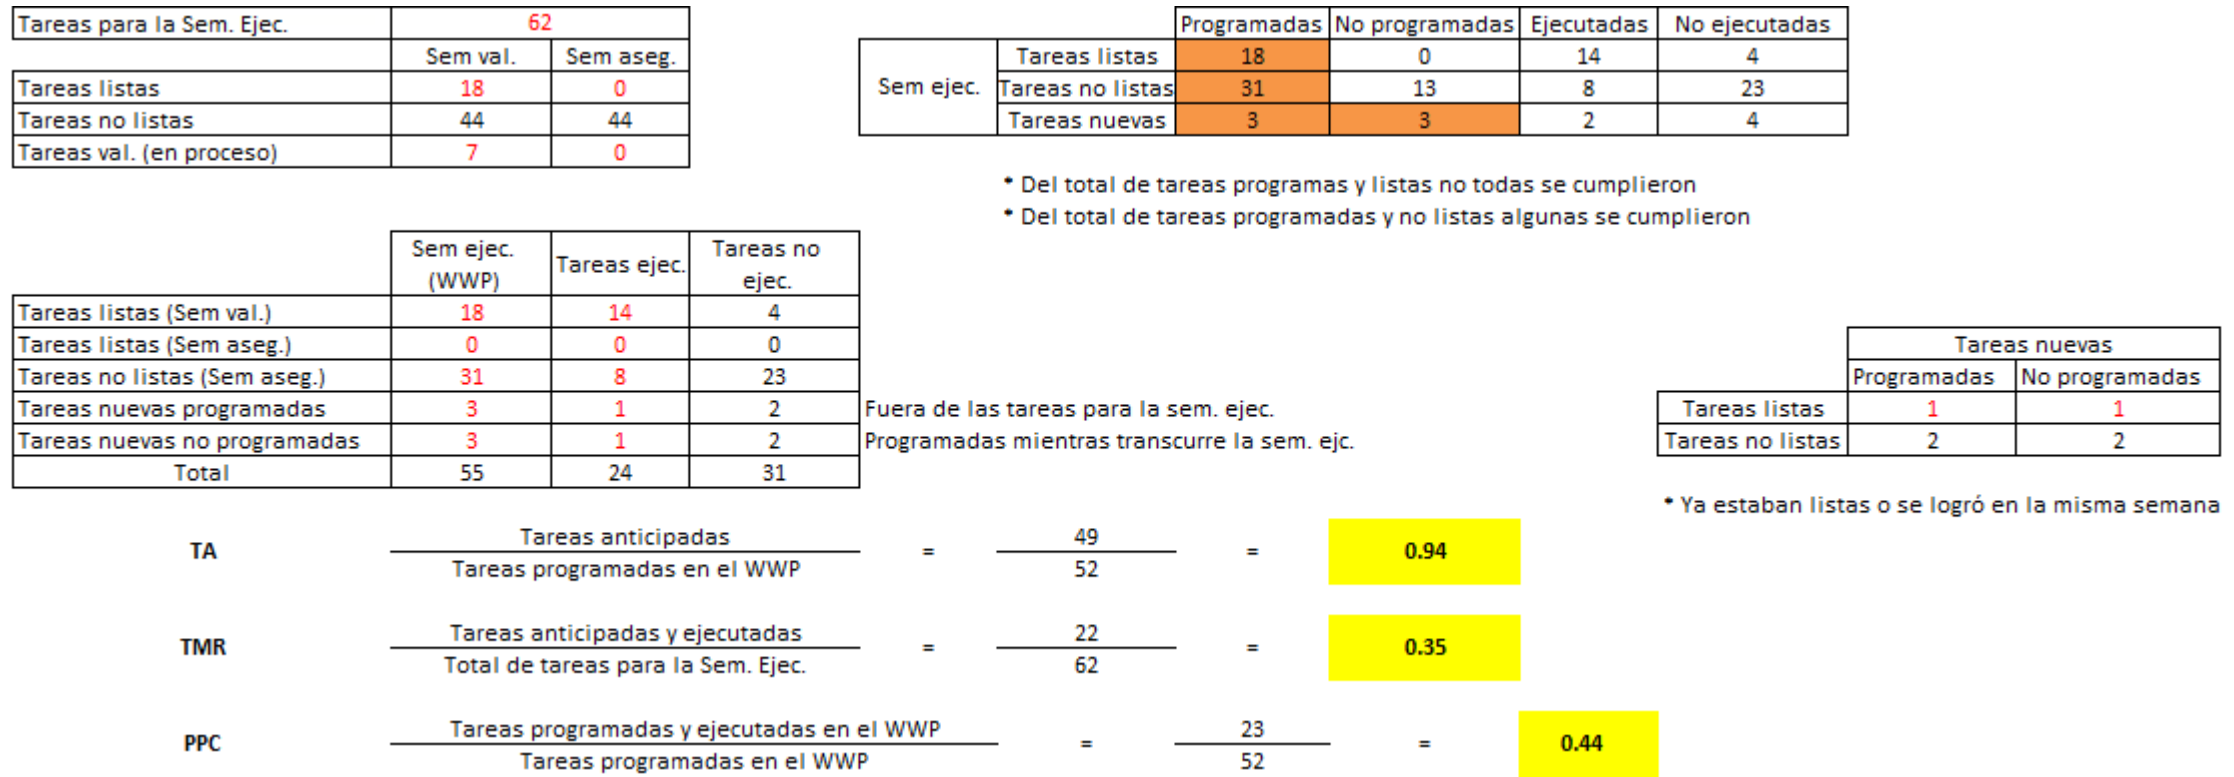 Tareas para la Sem. Ejec. 62
Sem val. Sem aseg.
Tareas listas 18 0
Tareas no listas 44 44
Tareas val. (en proceso) 7 0
Programadas No programadas Ejecutadas No ejecutadas
Sem ejec.
Tareas listas 18 0 14 4
Tareas no listas 31 13 8 23
Tareas nuevas 3 3 2 4
* Del total de tareas programas y listas no todas se cumplieron
* Del total de tareas programadas y no listas algunas se cumplieron
Sem ejec. (WWP) Tareas ejec. Tareas no ejec.
Tareas listas (Sem val.) 18 14 4
Tareas listas (Sem aseg.) 0 0 0
Tareas no listas (Sem aseg.) 31 8 23
Tareas nuevas programadas 3 1 2 Fuera de las tareas para la sem. ejec.
Tareas nuevas no programadas 3 1 2 Programadas mientras transcurre la sem. ejc.
Total 55 24 31
Tareas nuevas
Programadas No programadas
Tareas listas 1 1
Tareas no listas 2 2
* Ya estaban listas o se logró en la misma semana
TA
Tareas anticipadas
Tareas programadas en el WWP
=
49
52
=
0.94
TMR
Tareas anticipadas y ejecutadas
Total de tareas para la Sem. Ejec.
=
22
62
=
0.35
PPC
Tareas programadas y ejecutadas en el WWP
Tareas programadas en el WWP
=
23
52
=
0.44